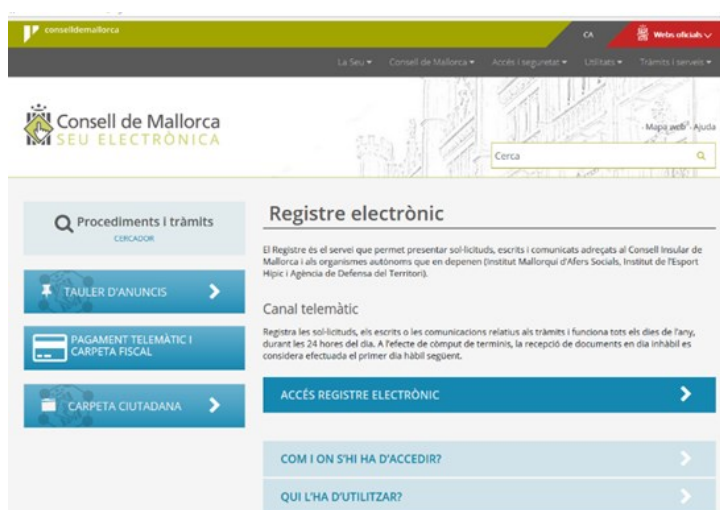 conselldemallorca
CA
Webs oficials
La Seu
Consell de Mallorca
Accés i seguretat
Utilitats
Tràmits i serveis
Consell de Mallorca
SEU ELECTRÒNICA
Mapa web - Ajuda
Cerca
Procediments i tràmits
CERCADOR
TAULER D'ANUNCIS
PAGAMENT TELEMÀTIC I
CARPETA FISCAL
CARPETA CIUTADANA
Registre electrònic
El Registre és el servei que permet presentar sol·licituds, escrits i comunicats adreçats al Consell Insular de
Mallorca i als organismes autònoms que en depenen (Institut Mallorquí d'Afers Socials, Institut de l'Esport
Hípic i Agència de Defensa del Territori).
Canal telemàtic
Registra les sol·licituds, els escrits o les comunicacions relatius als tràmits i funciona tots els dies de l'any,
durant les 24 hores del dia. A l'efecte de còmput de terminis, la recepció de documents en dia inhàbil es
considera efectuada el primer dia hàbil següent.
ACCÉS REGISTRE ELECTRÒNIC
COM I ON S'HI HA D'ACCEDIR?
QUI L'HA D'UTILITZAR?